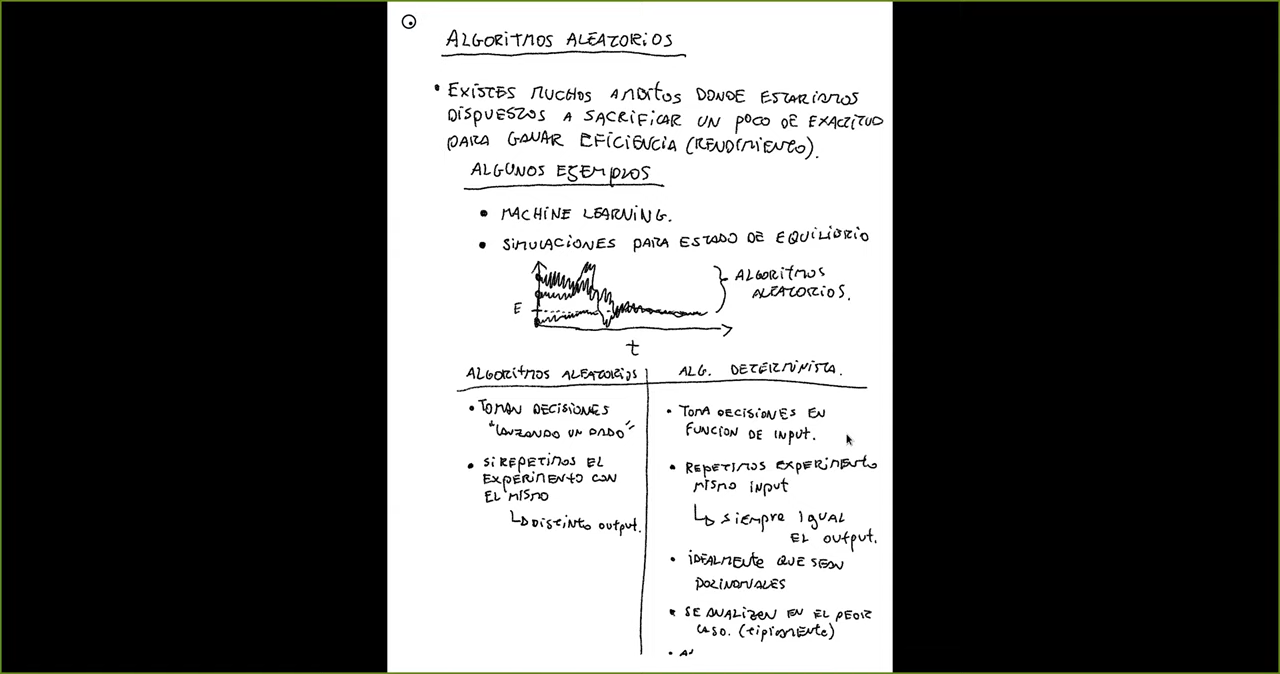 ALGORITMOS ALEATORIOS
• EXISTES MUCHOS AMBITOS DONDE ESTARIAMOS
DISPUESTOS A SACRIFICAR UN POCO DE EXACTITUD
PARA GANAR EFICIENCIA (RENDIMIENTO).
ALGUNOS EJEMPLOS
• MACHINE LEARNING.
• SIMULACIONES PARA ESTADO DE EQUILIBRIO
ALGORITMOS
ALEATORIOS.
E
t
ALGORITMOS ALEATORIOS
• TOMAN DECISIONES
"LANZANDO UN DADO"
• SI REPETIMOS EL
EXPERIMENTO CON
EL MISMO
↳ DISTINTO OUTPUT.
ALG. DETERMINISTA.
• TOMA DECISIONES EN
FUNCION DE INPUT.
• REPETIMOS EXPERIMENTO
MISMO INPUT
↳ SIEMPRE IGUAL
EL OUTPUT.
• IDEALMENTE QUE SEAN
POLINOMIALES
• SE ANALIZAN EN EL PEOR
CASO. (tipicamente)